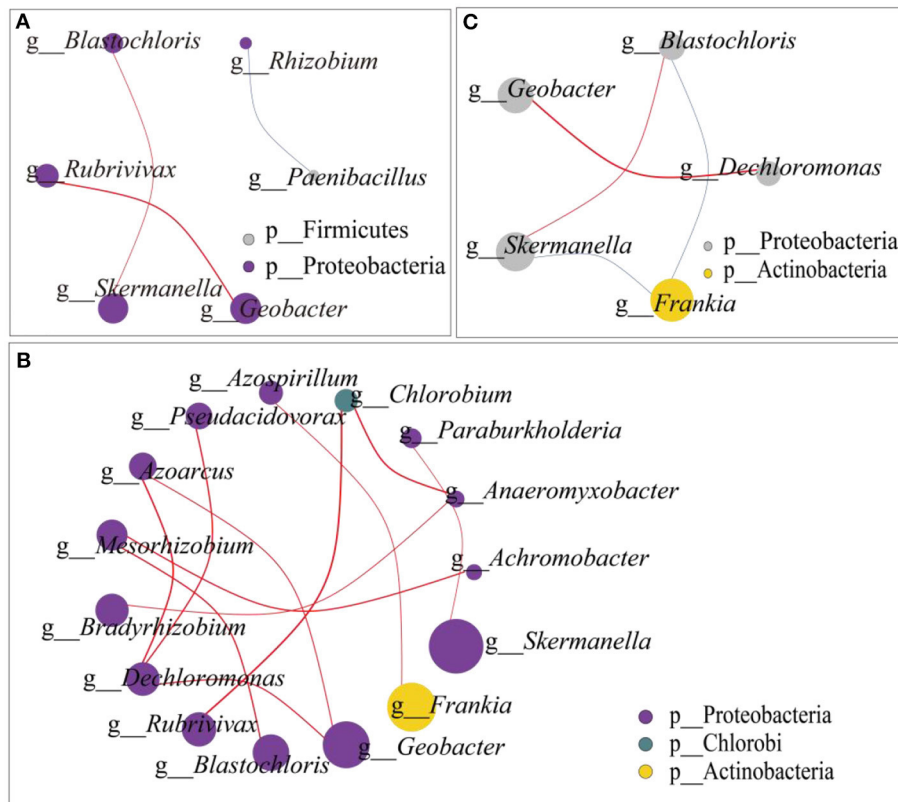 A
g__Blastochloris
g__Rhizobium
g__Rubrivivax
g__Paenibacillus
p__Firmicutes
p__Proteobacteria
g__Skermanella
g__Geobacter
C
g__Blastochloris
g__Geobacter
g__Dechloromonas
g__Skermanella
p__Proteobacteria
p__Actinobacteria
g__Frankia
B
g__Azospirillum
g__Chlorobium
g__Pseudacidovorax
g__Paraburkholderia
g__Azoarcus
g__Anaeromyxobacter
g__Mesorhizobium
g__Achromobacter
g__Bradyrhizobium
g__Skermanella
g__Dechloromonas
g__Frankia
g__Rubrivivax
g__Geobacter
g__Blastochloris
p__Proteobacteria
p__Chlorobi
p__Actinobacteria